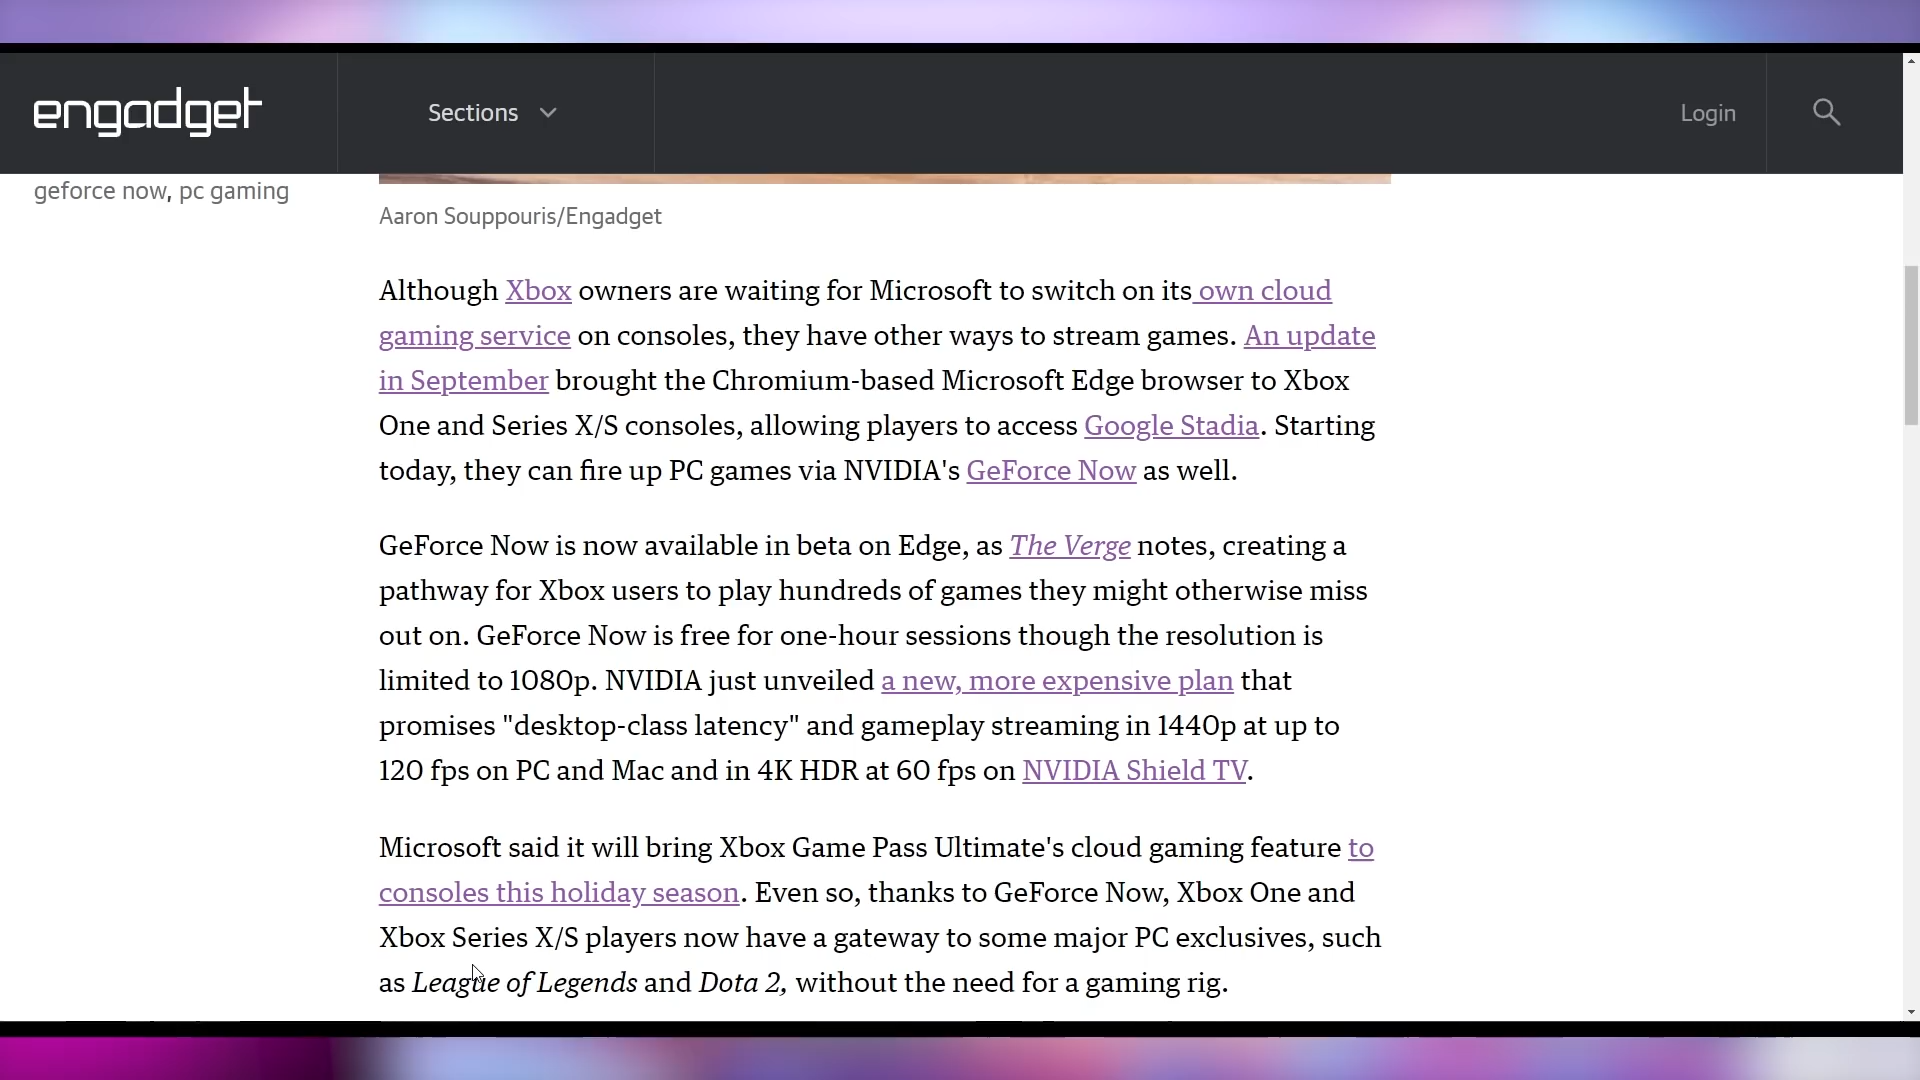 engadget
Sections
Login
geforce now, pc gaming
Aaron Souppouris/Engadget
Although Xbox owners are waiting for Microsoft to switch on its own cloud
gaming service on consoles, they have other ways to stream games. An update
in September brought the Chromium-based Microsoft Edge browser to Xbox
One and Series X/S consoles, allowing players to access Google Stadia. Starting
today, they can fire up PC games via NVIDIA's GeForce Now as well.
GeForce Now is now available in beta on Edge, as The Verge notes, creating a
pathway for Xbox users to play hundreds of games they might otherwise miss
out on. GeForce Now is free for one-hour sessions though the resolution is
limited to 1080p. NVIDIA just unveiled a new, more expensive plan that
promises "desktop-class latency" and gameplay streaming in 1440p at up to
120 fps on PC and Mac and in 4K HDR at 60 fps on NVIDIA Shield TV.
Microsoft said it will bring Xbox Game Pass Ultimate's cloud gaming feature to
consoles this holiday season. Even so, thanks to GeForce Now, Xbox One and
Xbox Series X/S players now have a gateway to some major PC exclusives, such
as League of Legends and Dota 2, without the need for a gaming rig.